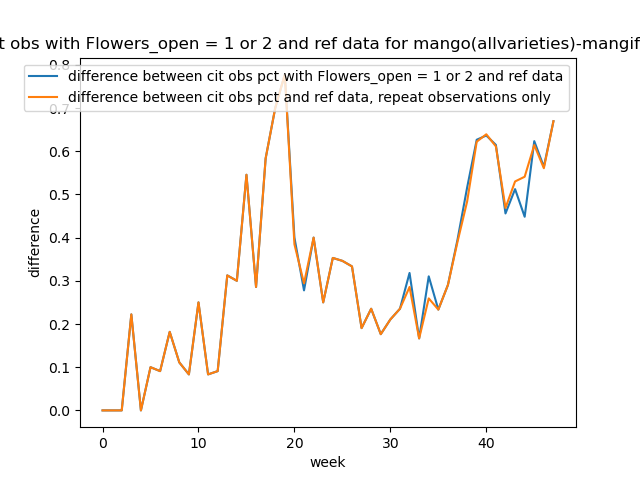 t obs with Flowers_open = 1 or 2 and ref data for mango(allvarieties)-mangif
difference between cit obs pct with Flowers_open = 1 or 2 and ref data
difference between cit obs pct and ref data, repeat observations only
0.8
0.7
0.6
0.5
0.4
0.3
0.2
0.1
0.0
difference
0 10 20 30 40
week